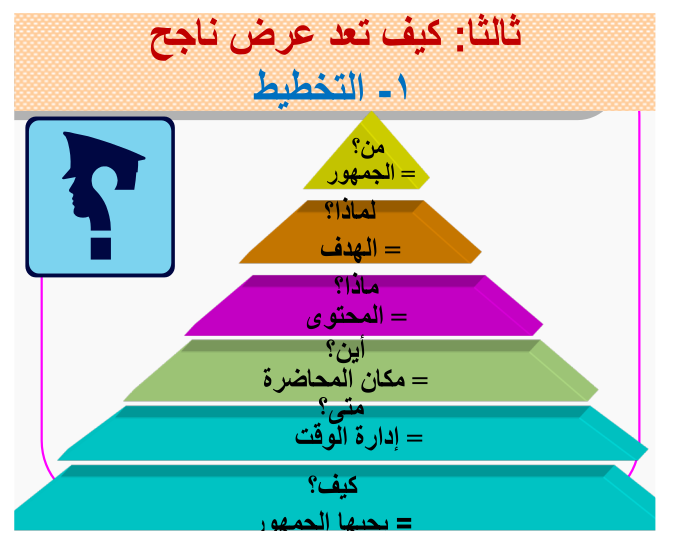 ثالثا: كيف تعد عرض ناجح
١- التخطيط
من؟
= الجمهور
لماذا؟
= الهدف
ماذا؟
= المحتوى
أين؟
= مكان المحاضرة
متى؟
= إدارة الوقت
كيف؟
= يحبها الجمهور